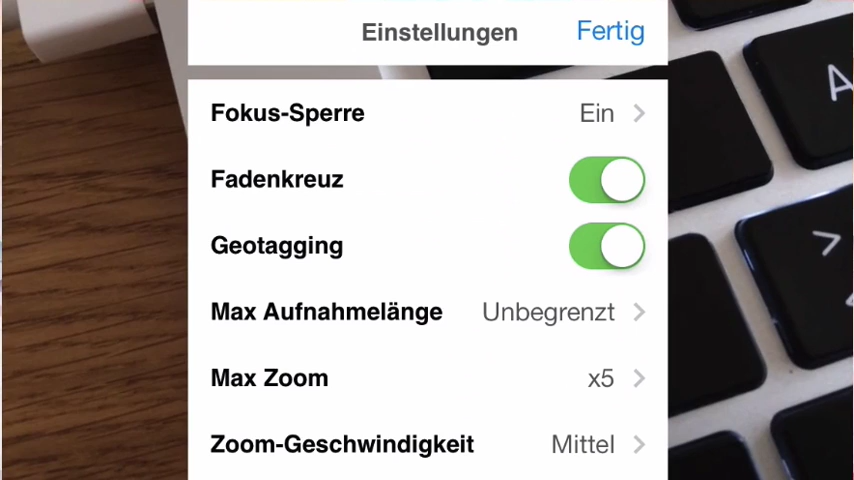 Einstellungen Fertig
Fokus-Sperre Ein
Fadenkreuz
Geotagging
Max Aufnahmelänge Unbegrenzt
Max Zoom x5
Zoom-Geschwindigkeit Mittel
A
>